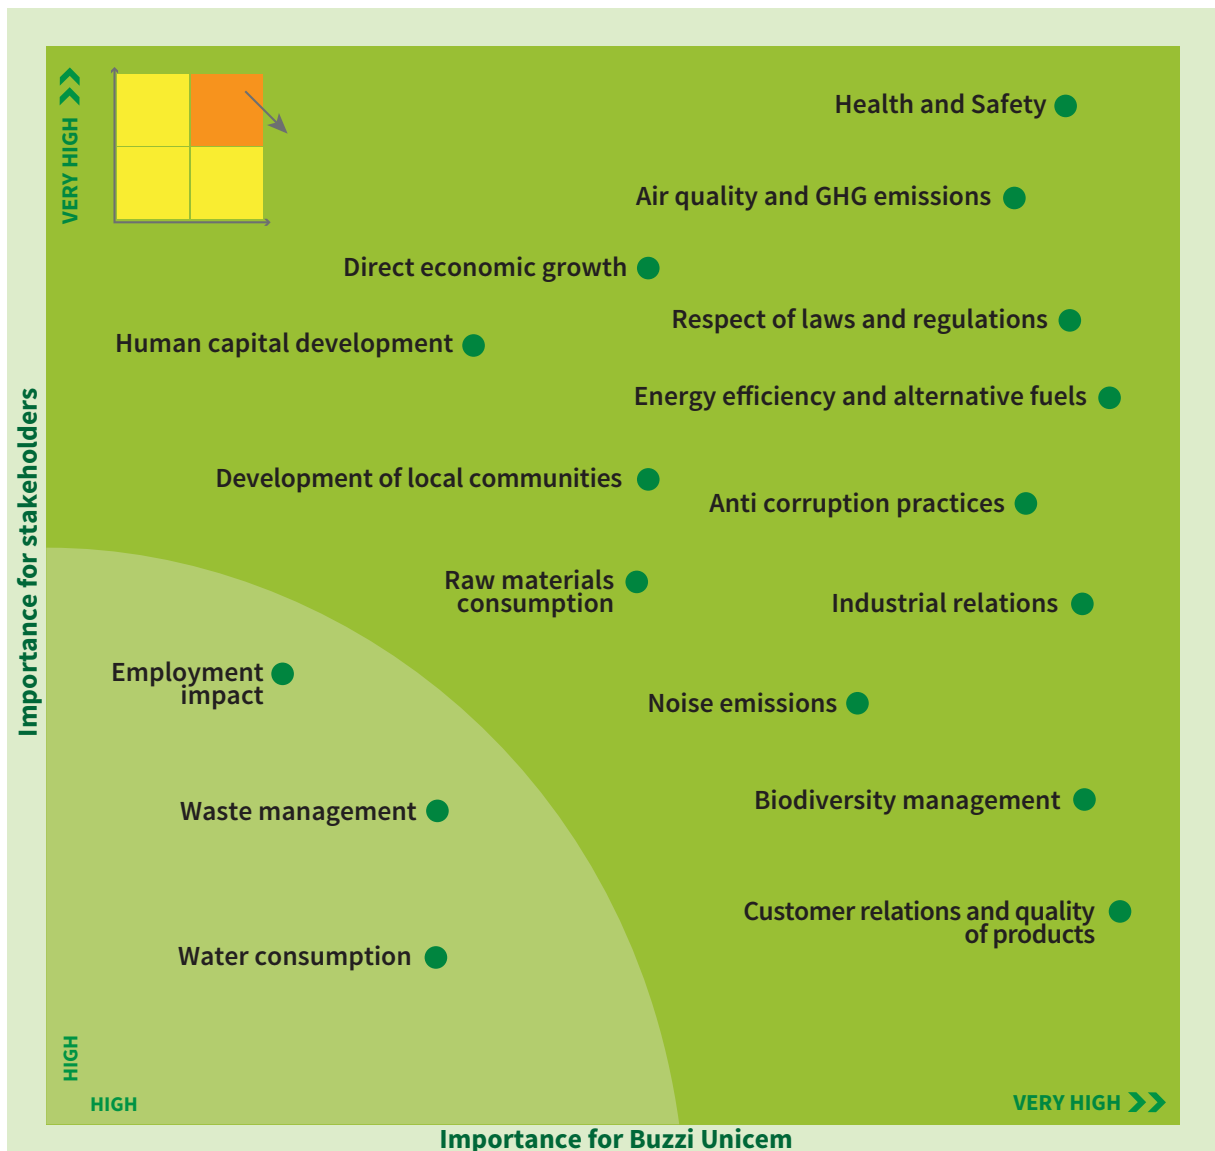 VERY HIGH
Health and Safety
Air quality and GHG emissions
Direct economic growth
Respect of laws and regulations
Human capital development
Energy efficiency and alternative fuels
Importance for stakeholders
Development of local communities
Anti corruption practices
Raw materials
consumption
Industrial relations
Employment
impact
Noise emissions
Waste management
Biodiversity management
Customer relations and quality
of products
Water consumption
HIGH
HIGH
VERY HIGH
Importance for Buzzi Unicem